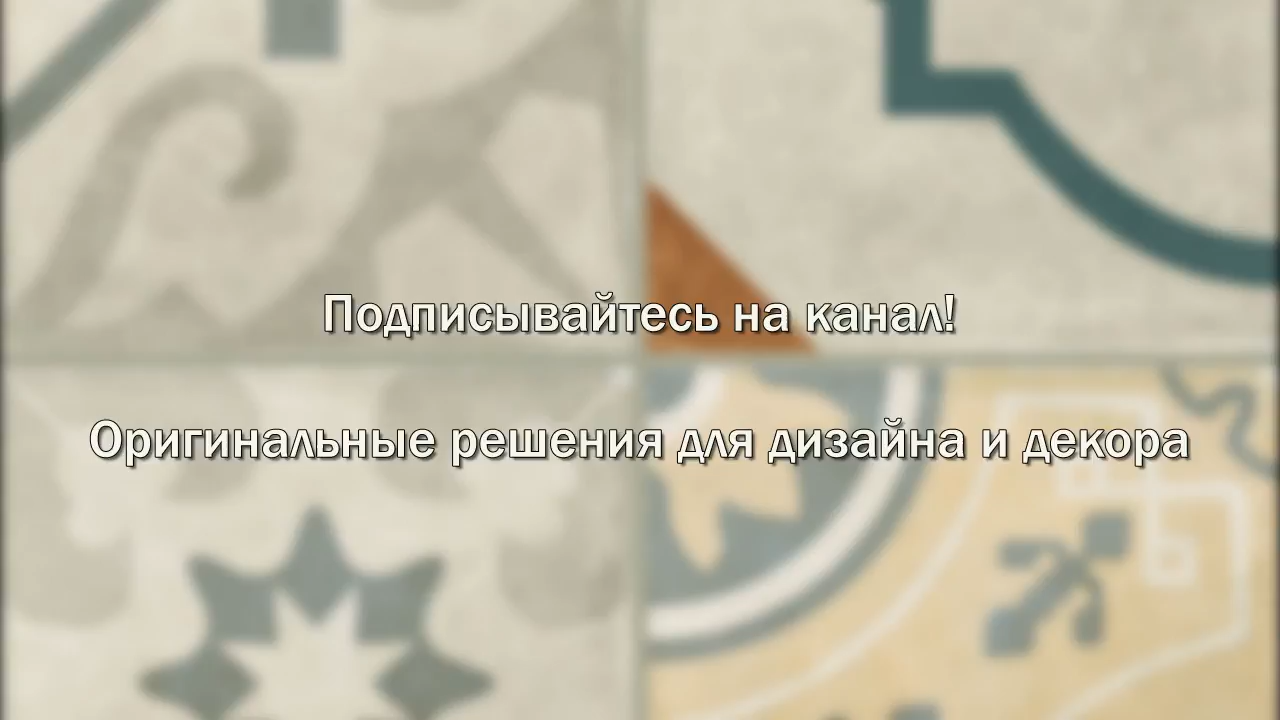 Подписывайтесь на канал!
Оригинальные решения для дизайна и декора